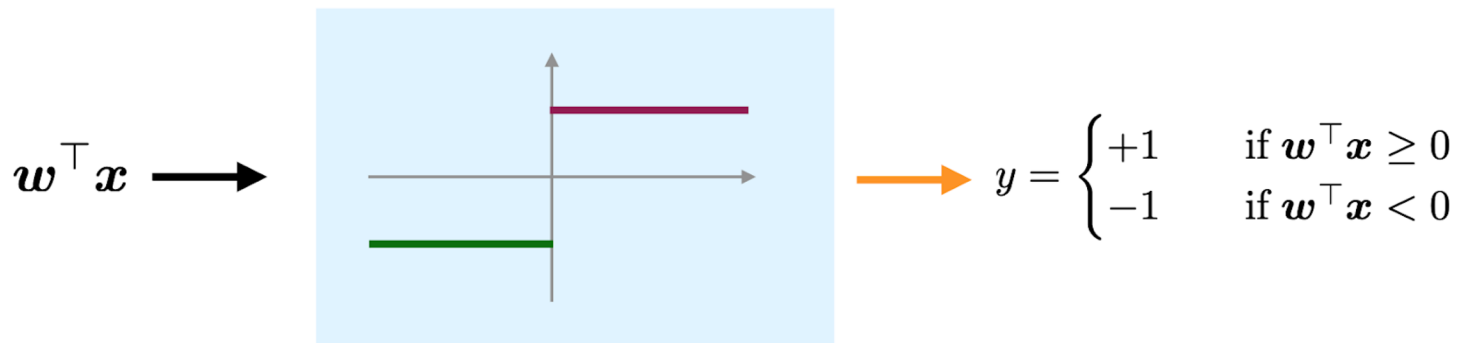 w⊤x
y = { +1 if w⊤x ≥ 0
−1 if w⊤x < 0